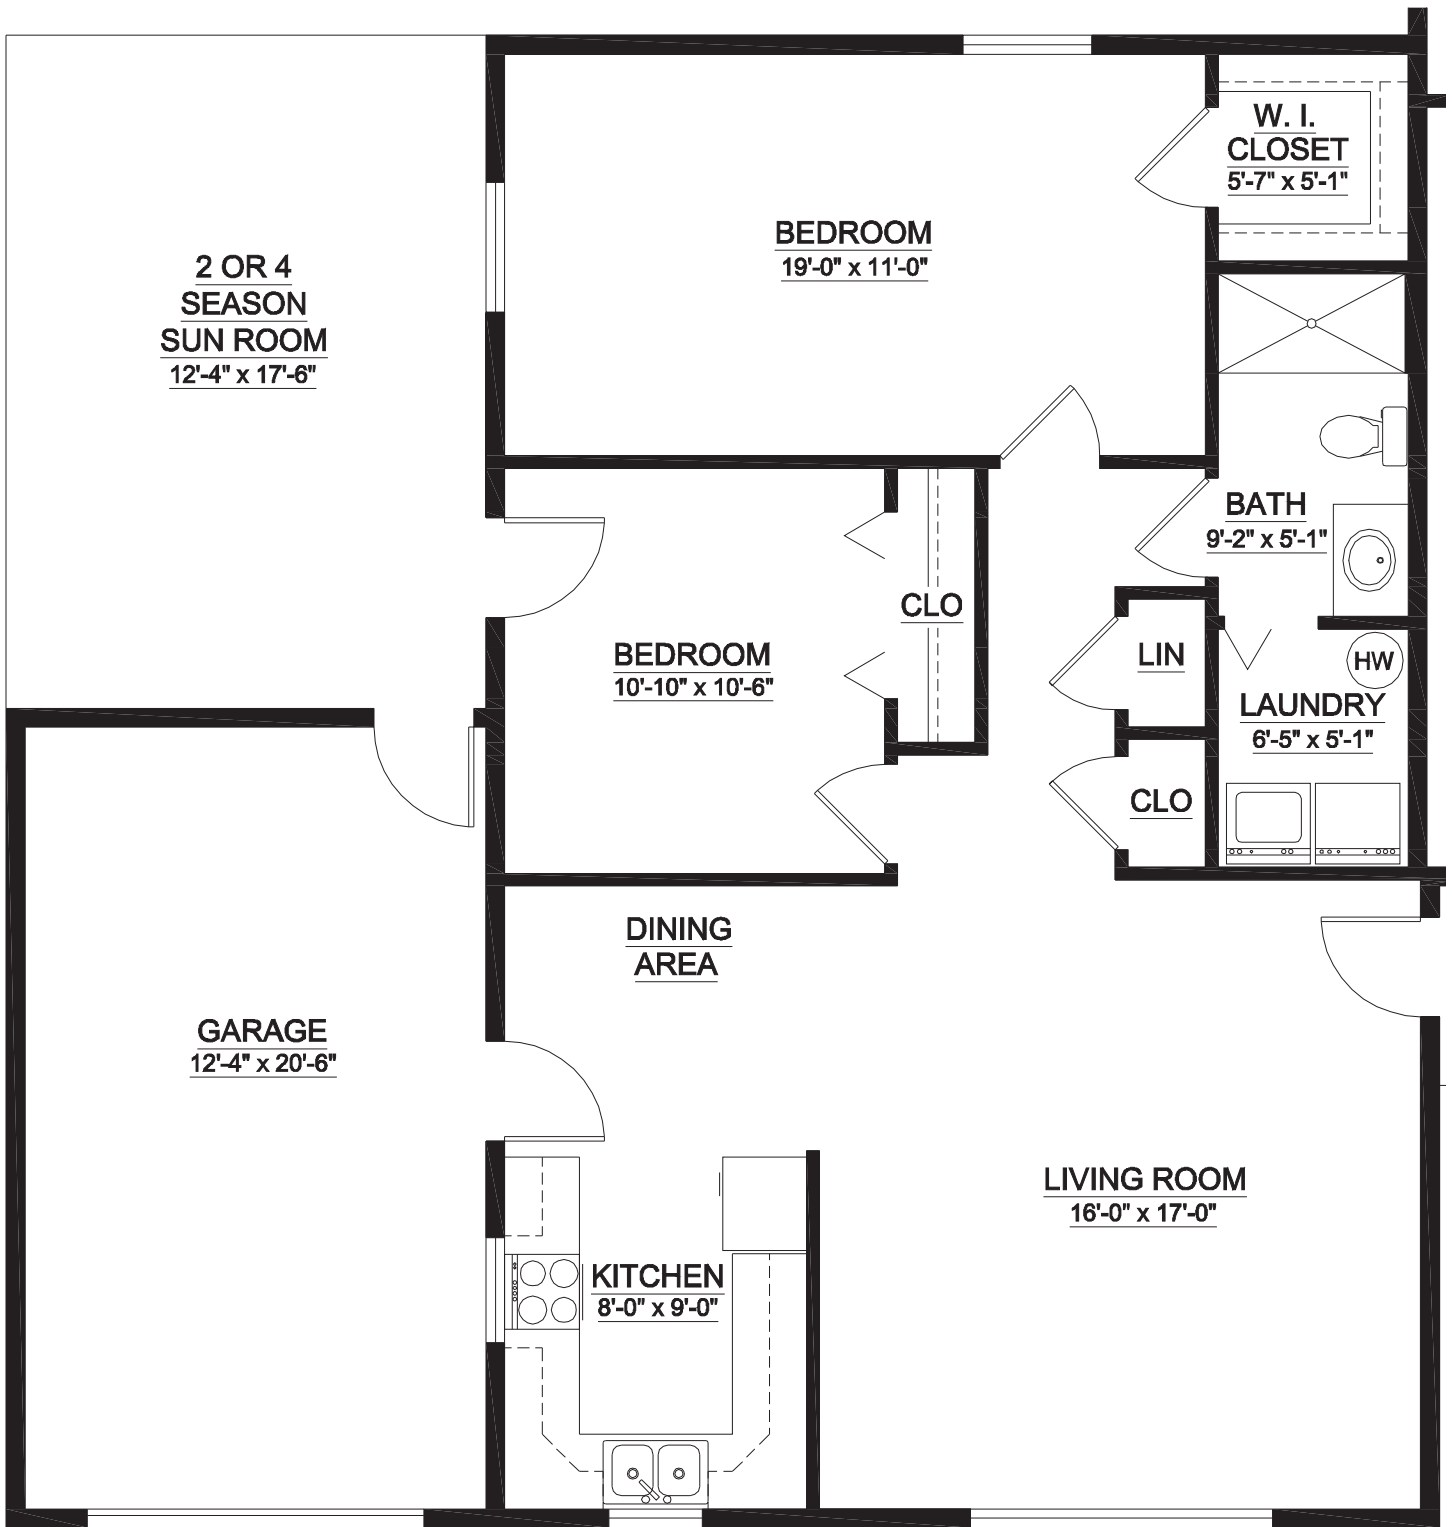 W. I.
CLOSET
5'-7" x 5'-1"
BEDROOM
19'-0" x 11'-0"
2 OR 4
SEASON
SUN ROOM
12'-4" x 17'-6"
BATH
9'-2" x 5'-1"
CLO
BEDROOM
10'-10" x 10'-6"
LIN
HW
LAUNDRY
6'-5" x 5'-1"
CLO
DINING
AREA
GARAGE
12'-4" x 20'-6"
LIVING ROOM
16'-0" x 17'-0"
KITCHEN
8'-0" x 9'-0"